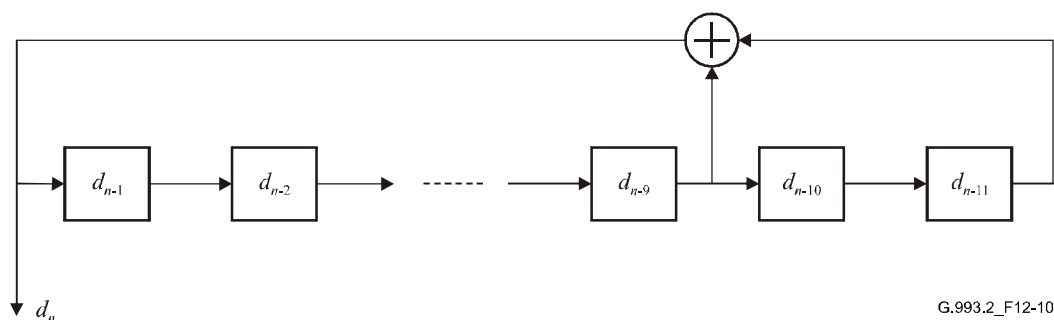 d_{n-1}
d_{n-2}
d_{n-9}
d_{n-10}
d_{n-11}
d_n
G.993.2_F12-10